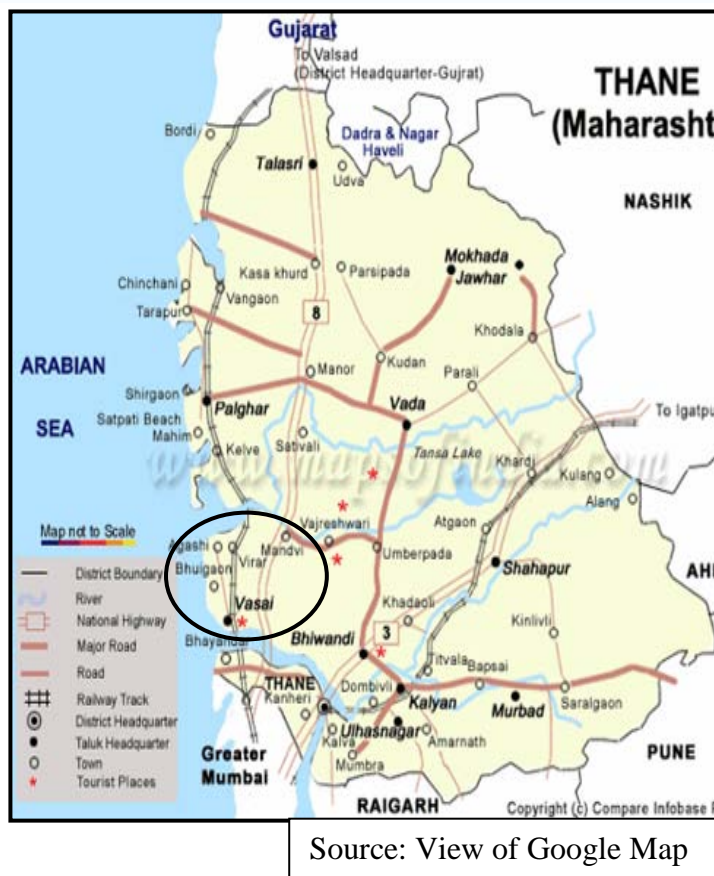 Gujarat
To Valsad
(District Headquarter-Gujrat)
THANE
(Maharasht
Bordi
Dadra & Nagar
Haveli
Talasri
Udva
NASHIK
Mokhada
Jawhar
Kasa khurd
Parsipada
Chinchani
Vangaon
Tarapur
8
Khodala
ARABIAN
SEA
Manor
Kudan
Parali
Shirgaon
Palghar
Vada
To Igatpu
Satpati Beach
Mahim
Sativali
Tansa Lake
Kelve
Khardi
Kulang
www.mapsofindia.com
Alang
Atgaon
Map not to Scale
Agashi
Virar
Mandvi
Vajreshwari
Umberpada
Shahapur
AH
Bhuigaon
Vasai
Khadaoli
Kinlivli
Bhayandar
Bhiwandi
3
Titvala
Bapsai
THANE
Kanheri
Dombivli
Kalyan
Murbad
Saralgaon
Ulhasnagar
Greater
Mumbai
Kalva
Amarnath
Mumbra
PUNE
RAIGARH
District Boundary
River
National Highway
Major Road
Road
Railway Track
District Headquarter
Taluk Headquarter
Town
Tourist Places
Copyright (c) Compare Infobase P
Source: View of Google Map